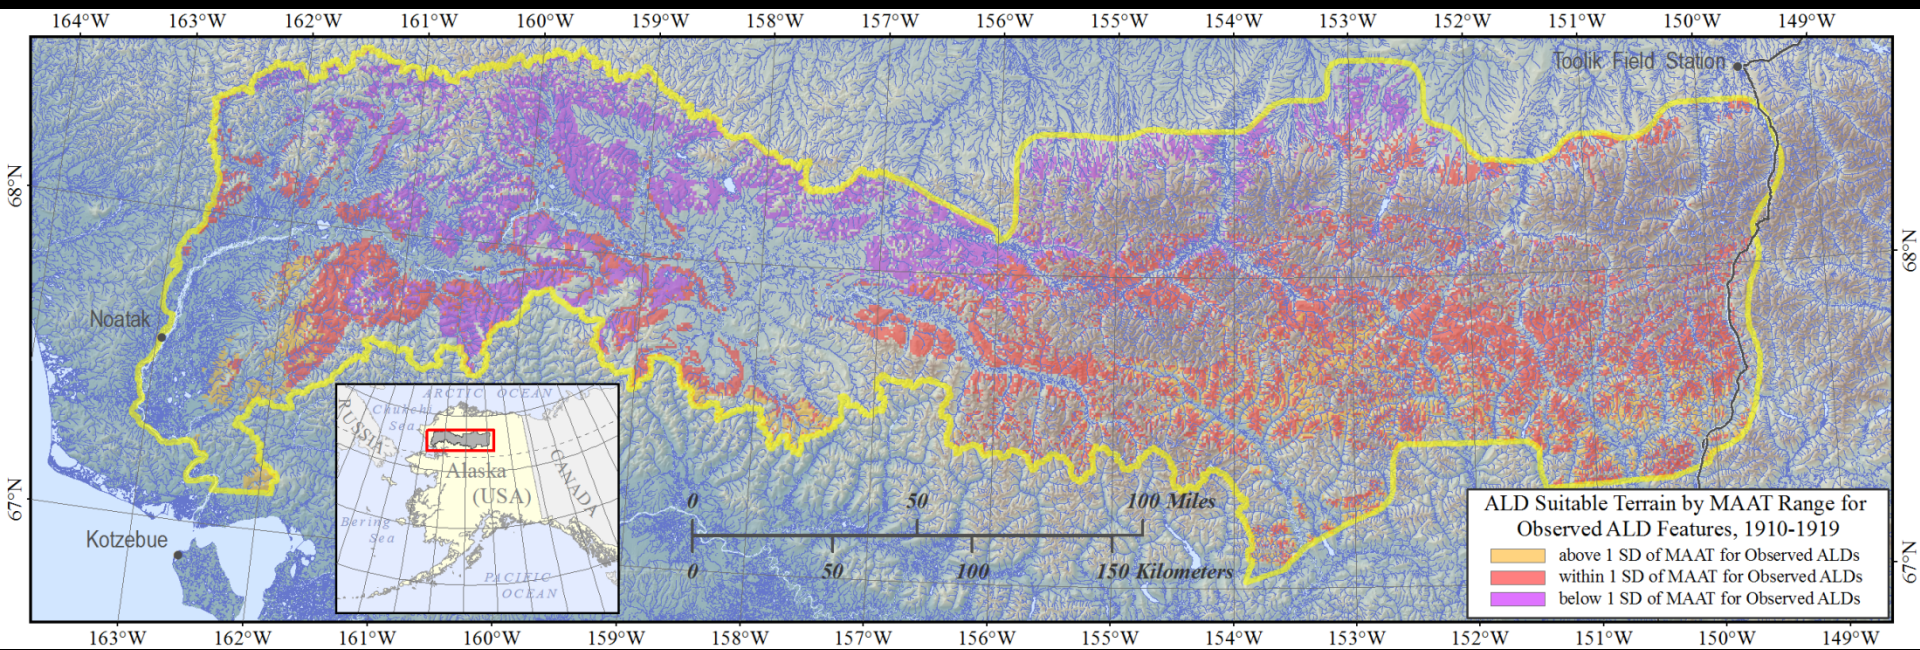 164°W 163°W 162°W 161°W 160°W 159°W 158°W 157°W 156°W 155°W 154°W 153°W 152°W 151°W 150°W 149°W
Toolik Field Station
68°N
68°N
Noatak
ARCTIC OCEAN
Chukchi
Sea
RUSSIA
Alaska
(USA)
CANADA
Bering
Sea
PACIFIC
OCEAN
67°N
67°N
Kotzebue
0 50 100 Miles
0 50 100 150 Kilometers
ALD Suitable Terrain by MAAT Range for
Observed ALD Features, 1910-1919
above 1 SD of MAAT for Observed ALDs
within 1 SD of MAAT for Observed ALDs
below 1 SD of MAAT for Observed ALDs
163°W 162°W 161°W 160°W 159°W 158°W 157°W 156°W 155°W 154°W 153°W 152°W 151°W 150°W 149°W